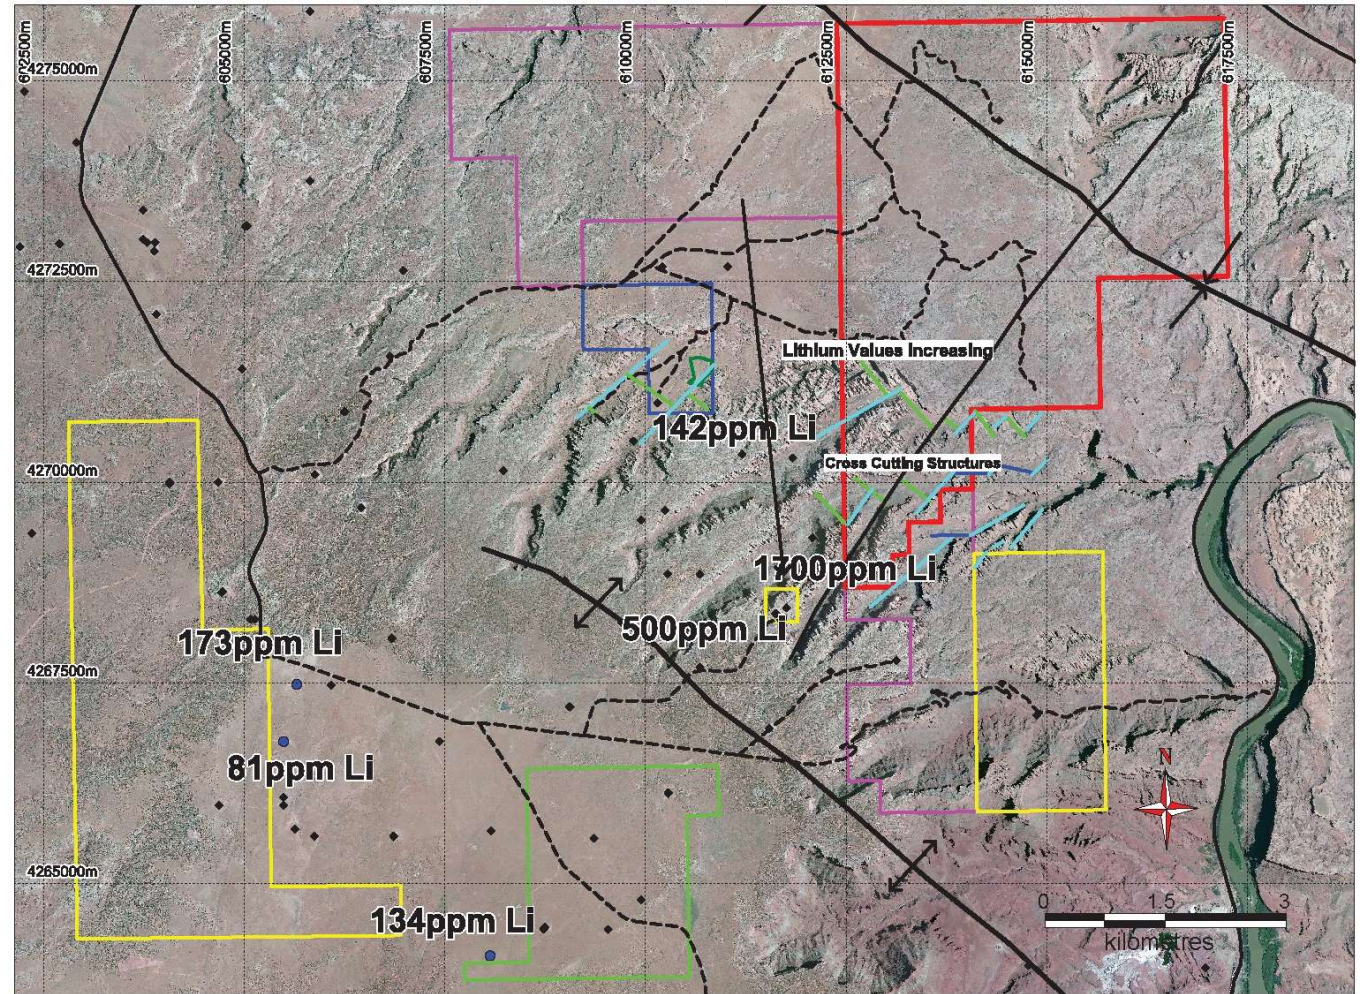 602500m
605000m
607500m
610000m
612500m
615000m
617500m
4275000m
4272500m
Lithium Values Increasing
142ppm Li
Cross Cutting Structures
4270000m
1700ppm Li
500ppm Li
173ppm Li
4267500m
81ppm Li
N
4265000m
134ppm Li
0 1.5 3
kilometres